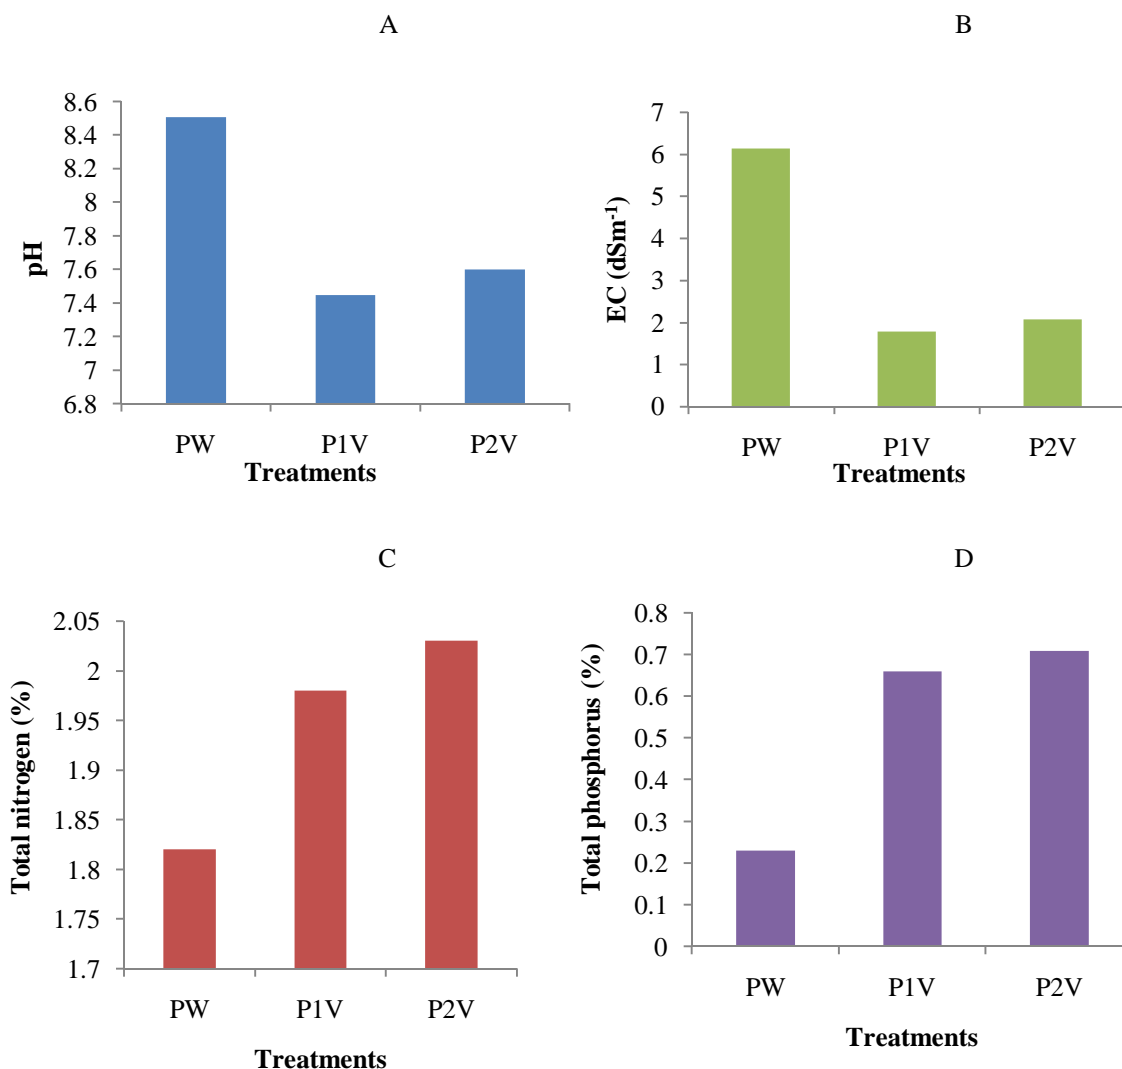 A
8.6
8.4
8.2
8
7.8
7.6
7.4
7.2
7
6.8
pH
PW P1V P2V
Treatments
B
7
6
5
4
3
2
1
0
EC (dSm-1)
PW P1V P2V
Treatments
C
2.05
2
1.95
1.9
1.85
1.8
1.75
1.7
Total nitrogen (%)
PW P1V P2V
Treatments
D
0.8
0.7
0.6
0.5
0.4
0.3
0.2
0.1
0
Total phosphorus (%)
PW P1V P2V
Treatments